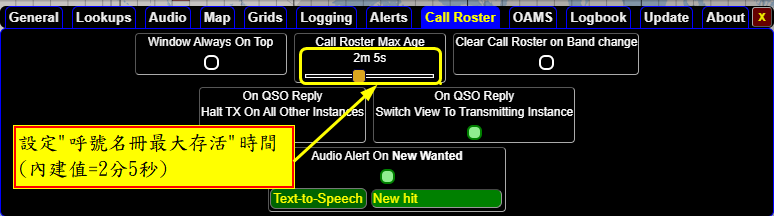 General Lookups Audio Map Grids Logging Alerts Call Roster OAMS Logbook Update About x
Window Always On Top
Call Roster Max Age
2m 5s
Clear Call Roster on Band change
On QSO Reply
Halt TX On All Other Instances
On QSO Reply
Switch View To Transmitting Instance
設定"呼號名冊最大存活"時間
(內建值=2分5秒)
Audio Alert On New Wanted
Text-to-Speech New hit